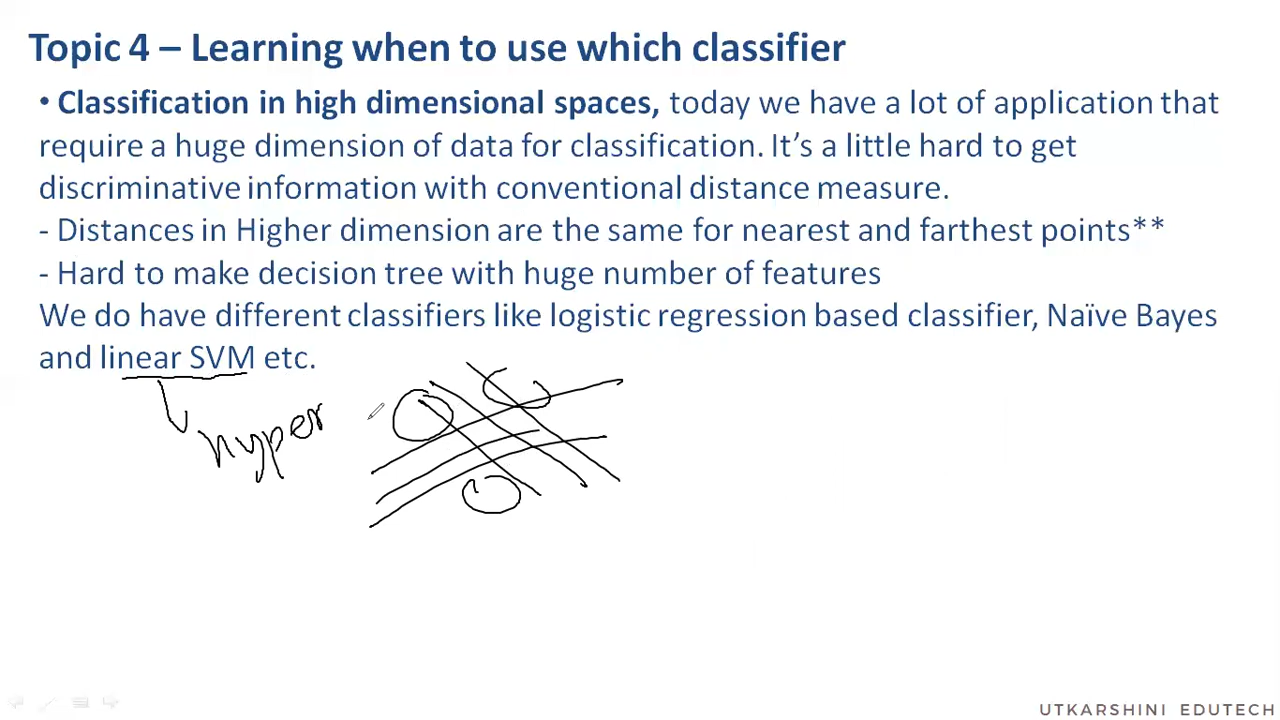 Topic 4 – Learning when to use which classifier
• Classification in high dimensional spaces, today we have a lot of application that
require a huge dimension of data for classification. It’s a little hard to get
discriminative information with conventional distance measure.
- Distances in Higher dimension are the same for nearest and farthest points**
- Hard to make decision tree with huge number of features
We do have different classifiers like logistic regression based classifier, Naïve Bayes
and linear SVM etc.
hyper
UTKARSHINI EDUTECH